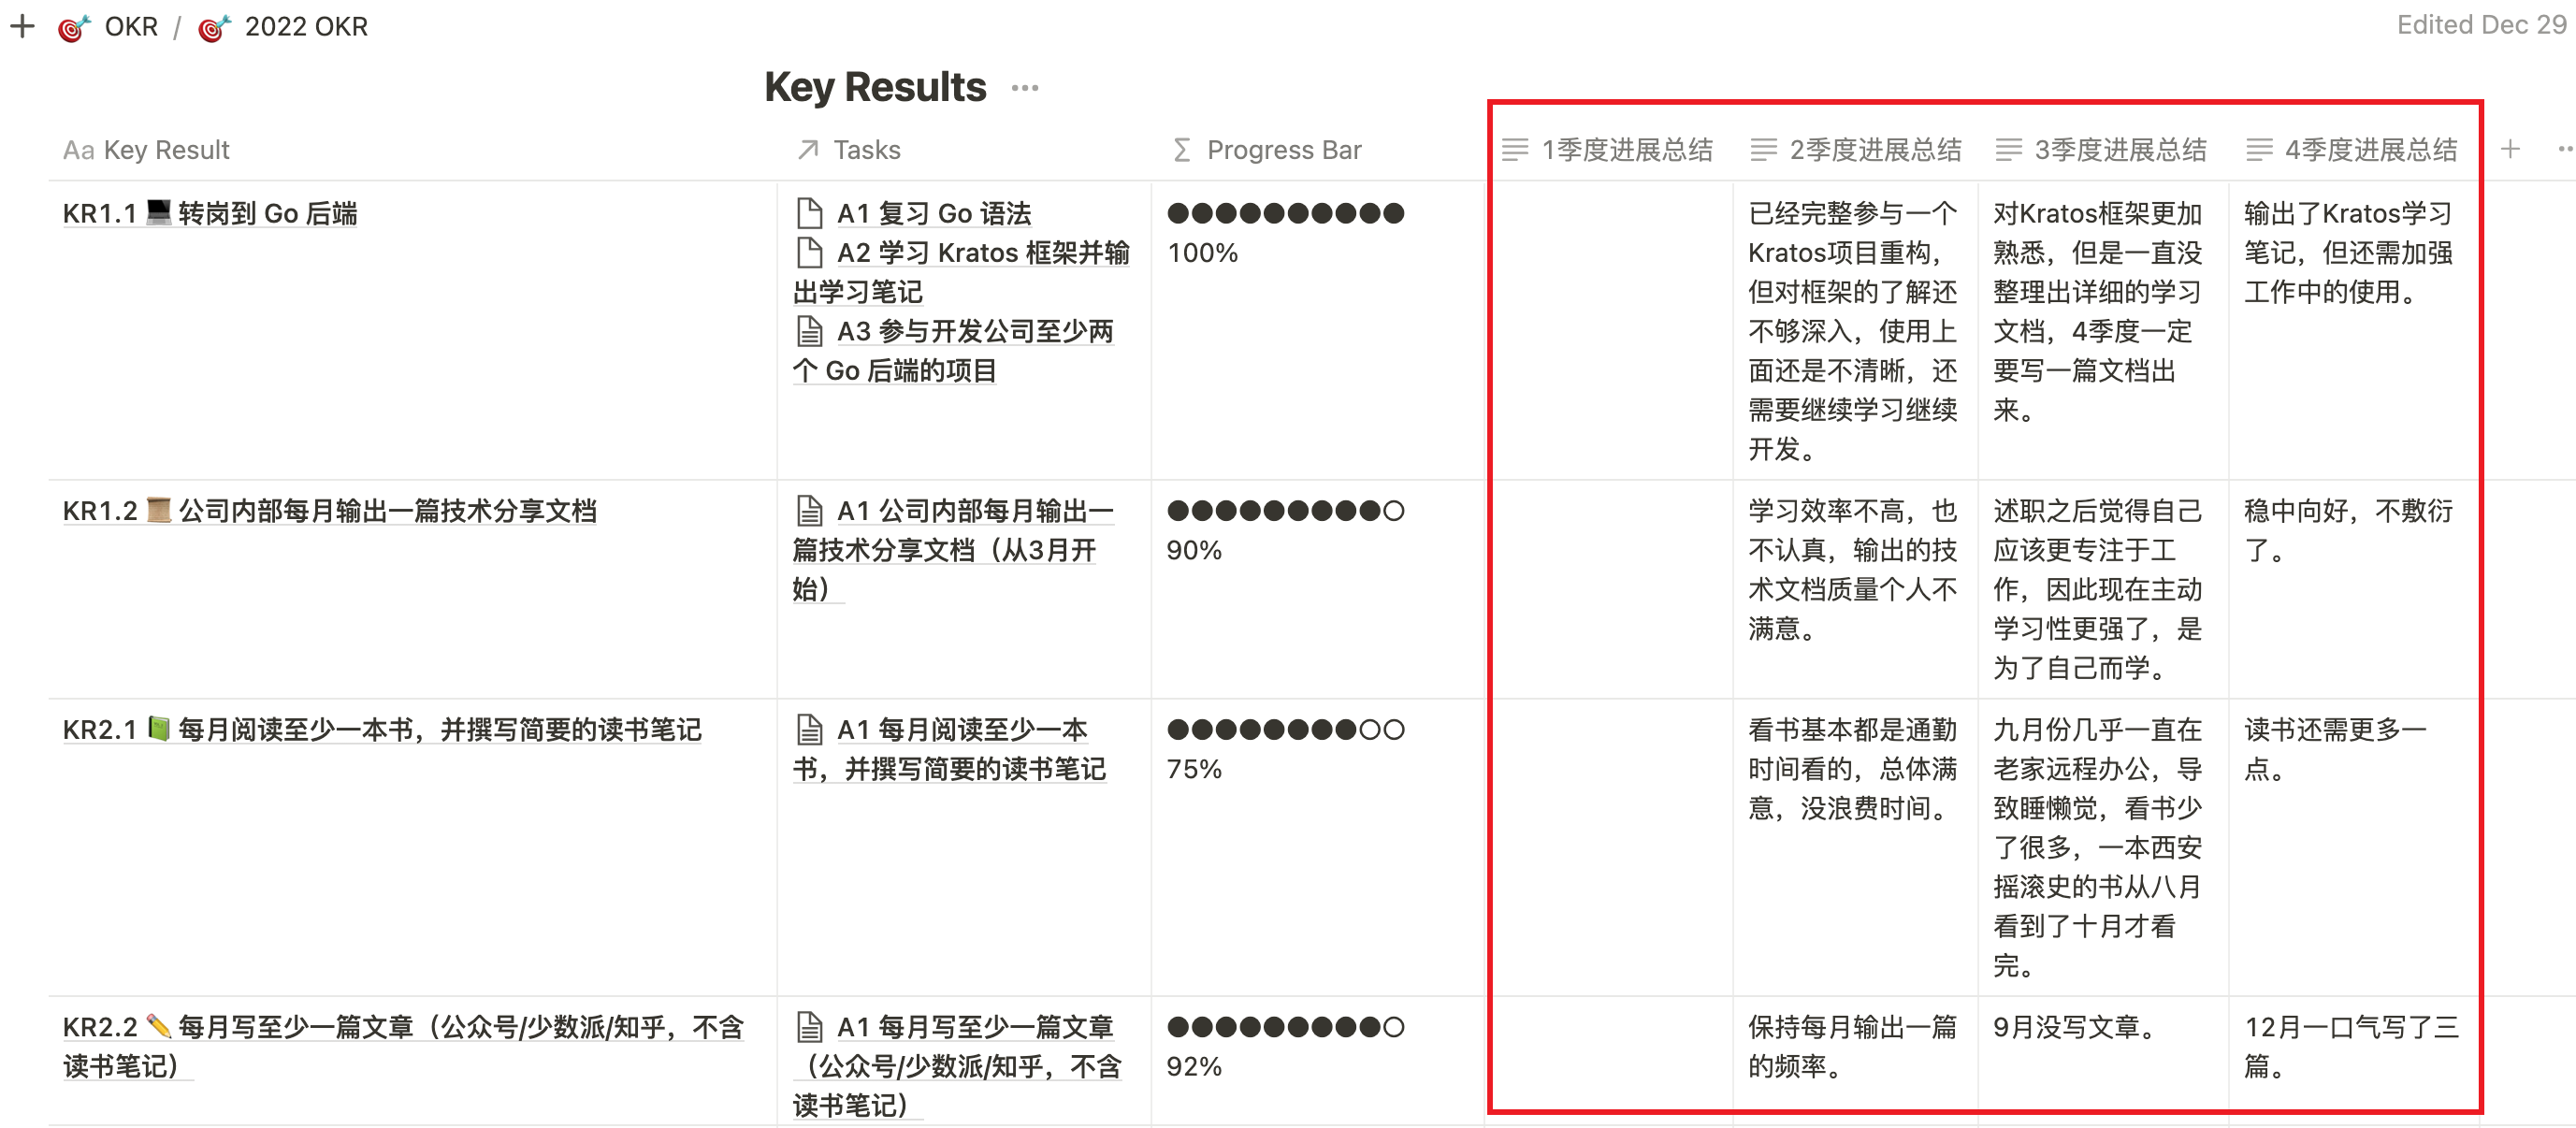 OKR / 2022 OKR
Edited Dec 29
Key Results
Aa Key Result
Tasks
Σ Progress Bar
1季度进展总结
2季度进展总结
3季度进展总结
4季度进展总结
KR1.1 转岗到 Go 后端
A1 复习 Go 语法
A2 学习 Kratos 框架并输
出学习笔记
A3 参与开发公司至少两
个 Go 后端的项目
100%
已经完整参与一个
Kratos项目重构，
但对框架的了解还
不够深入，使用上
面还是不清晰，还
需要继续学习继续
开发。
对Kratos框架更加
熟悉，但是一直没
整理出详细的学习
文档，4季度一定
要写一篇文档出
来。
输出了Kratos学习
笔记，但还需加强
工作中的使用。
KR1.2 公司内部每月输出一篇技术分享文档
A1 公司内部每月输出一
篇技术分享文档（从3月开
始）
90%
学习效率不高，也
不认真，输出的技
术文档质量个人不
满意。
述职之后觉得自己
应该更专注于工
作，因此现在主动
学习性更强了，是
为了自己而学。
稳中向好，不敷衍
了。
KR2.1 每月阅读至少一本书，并撰写简要的读书笔记
A1 每月阅读至少一本
书，并撰写简要的读书笔记
75%
看书基本都是通勤
时间看的，总体满
意，没浪费时间。
九月份几乎一直在
老家远程办公，导
致睡懒觉，看书少
了很多，一本西安
摇滚史的书从八月
看到了十月才看
完。
读书还需更多一
点。
KR2.2 每月写至少一篇文章（公众号/少数派/知乎，不含
读书笔记）
A1 每月写至少一篇文章
（公众号/少数派/知乎，不含
读书笔记）
92%
保持每月输出一篇
的频率。
9月没写文章。
12月一口气写了三
篇。